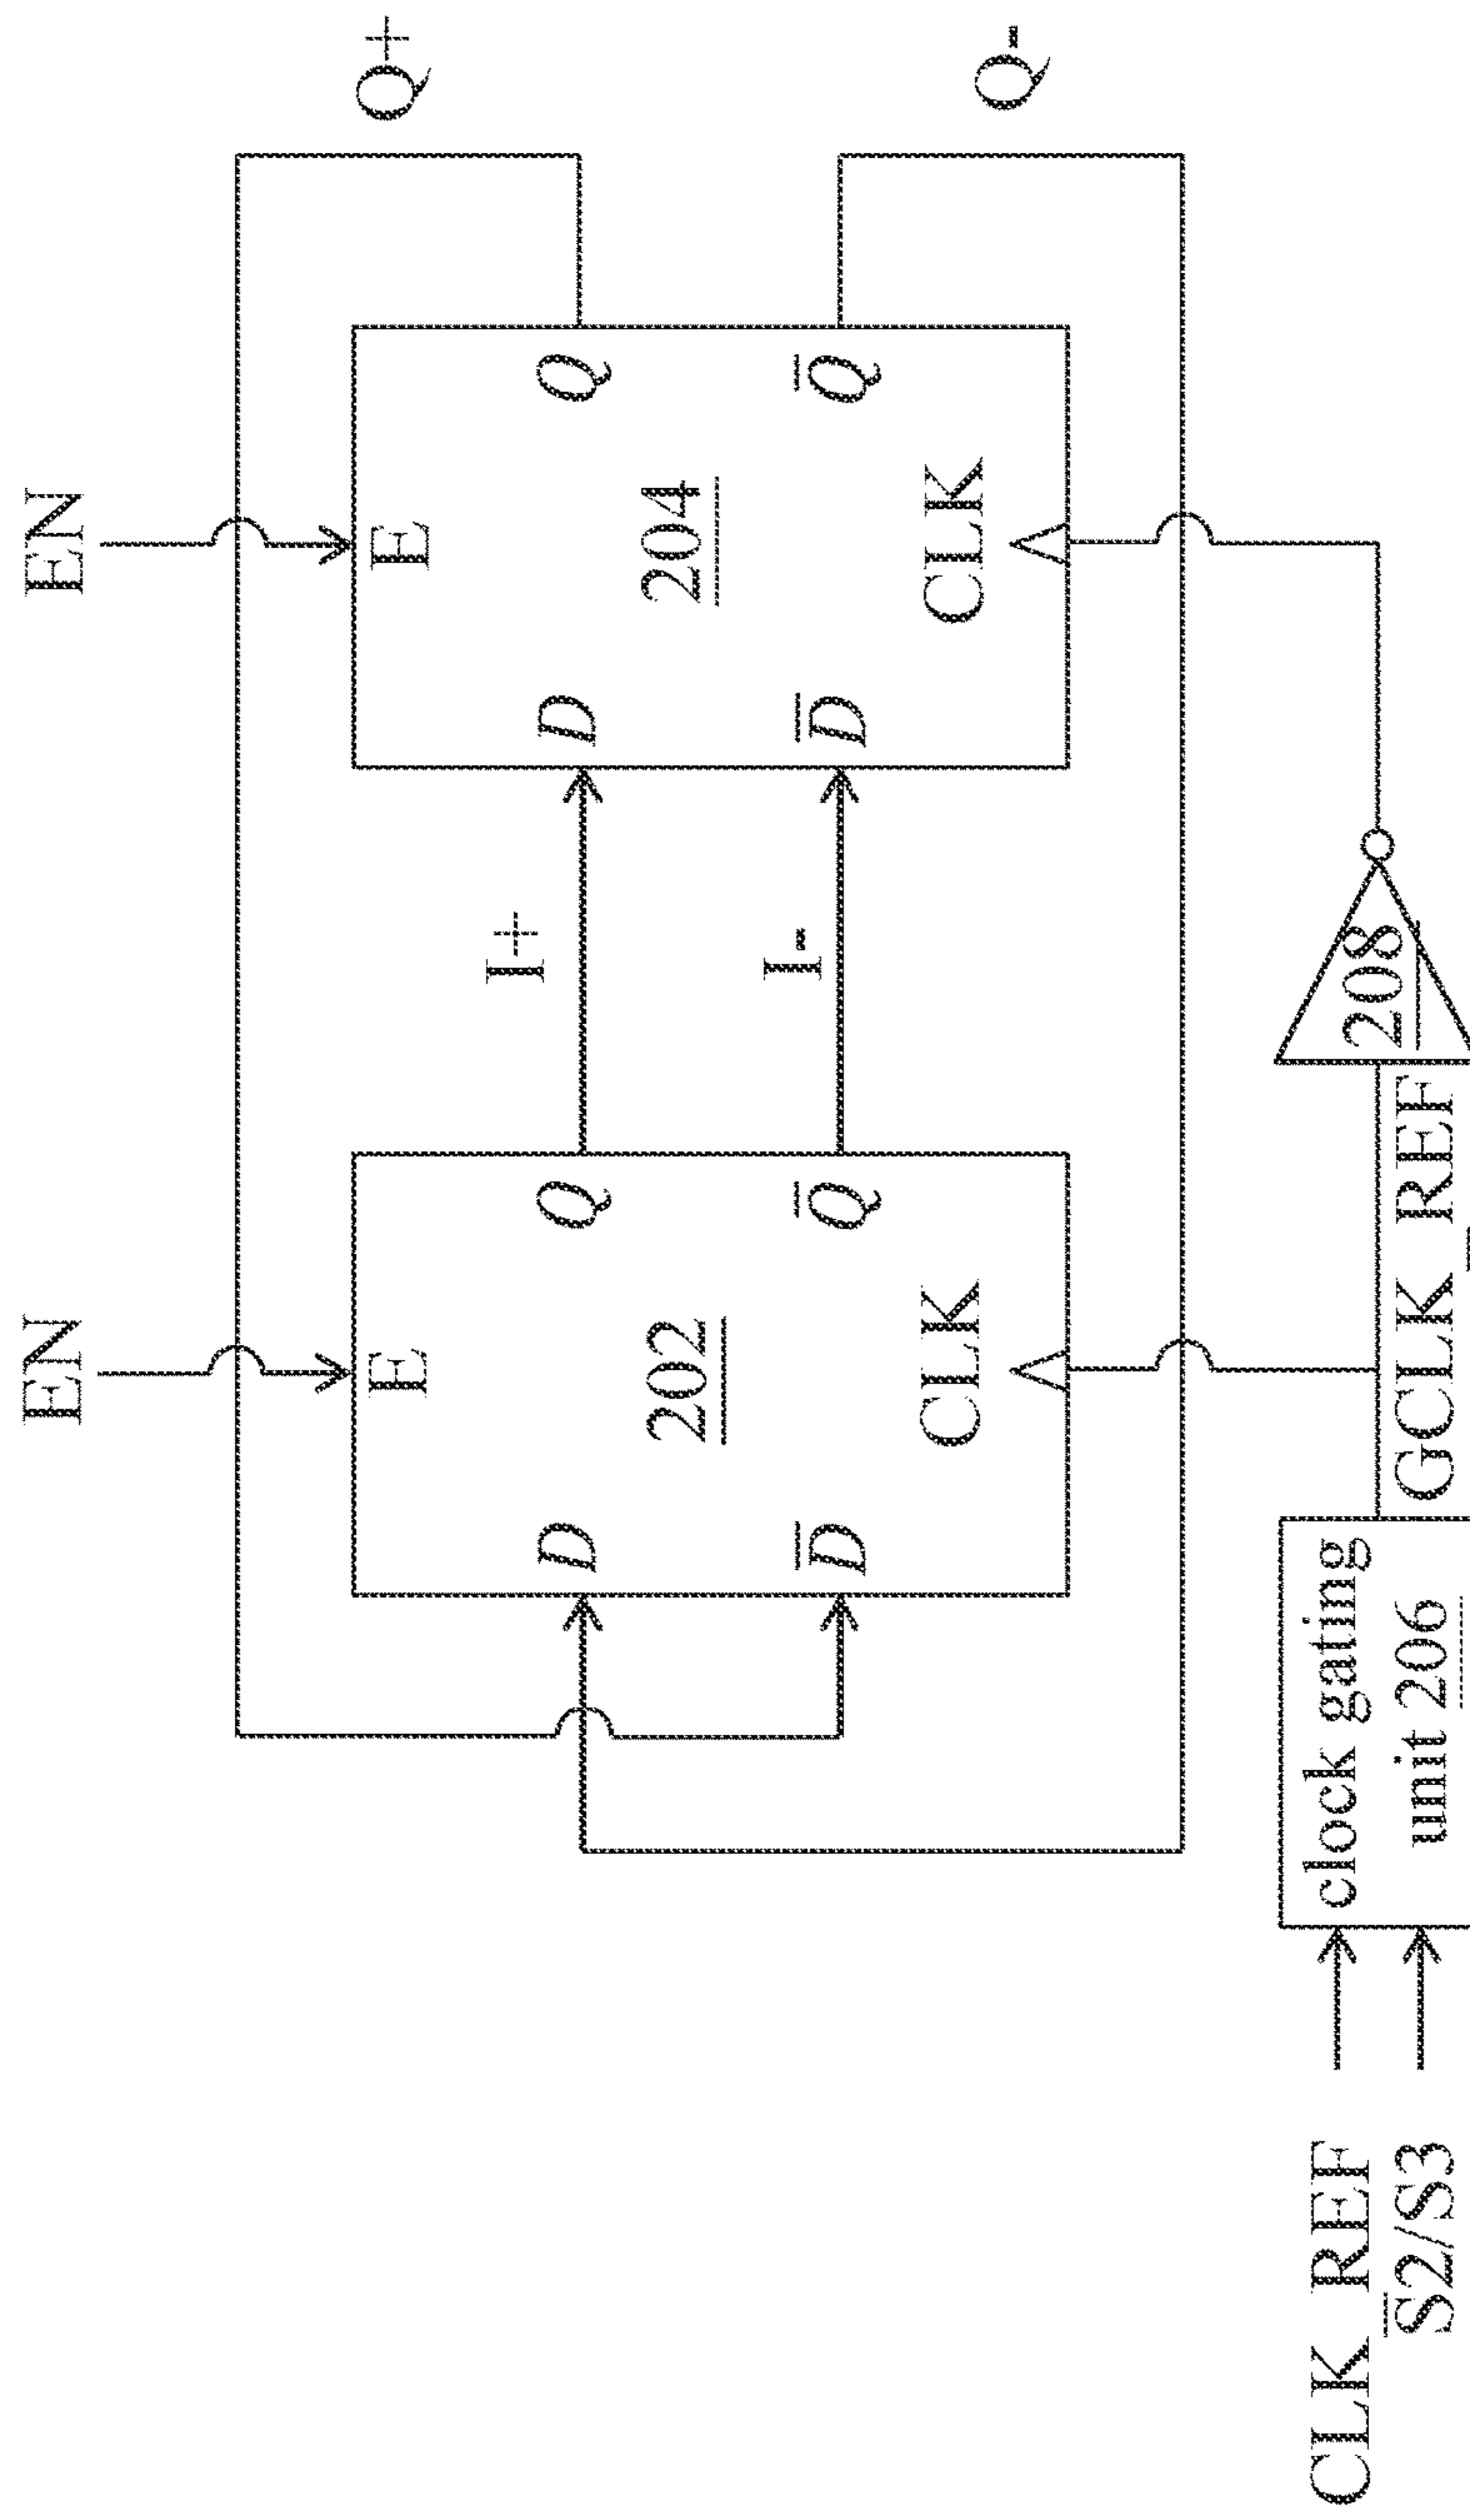 EN
EN
E
E
Q+
D
Q
I+
D
Q
202
204
D̅
Q̅
I-
D̅
Q̅
Q-
CLK
CLK
CLK_REF
S2/S3
clock gating
unit 206
GCLK_REF
208